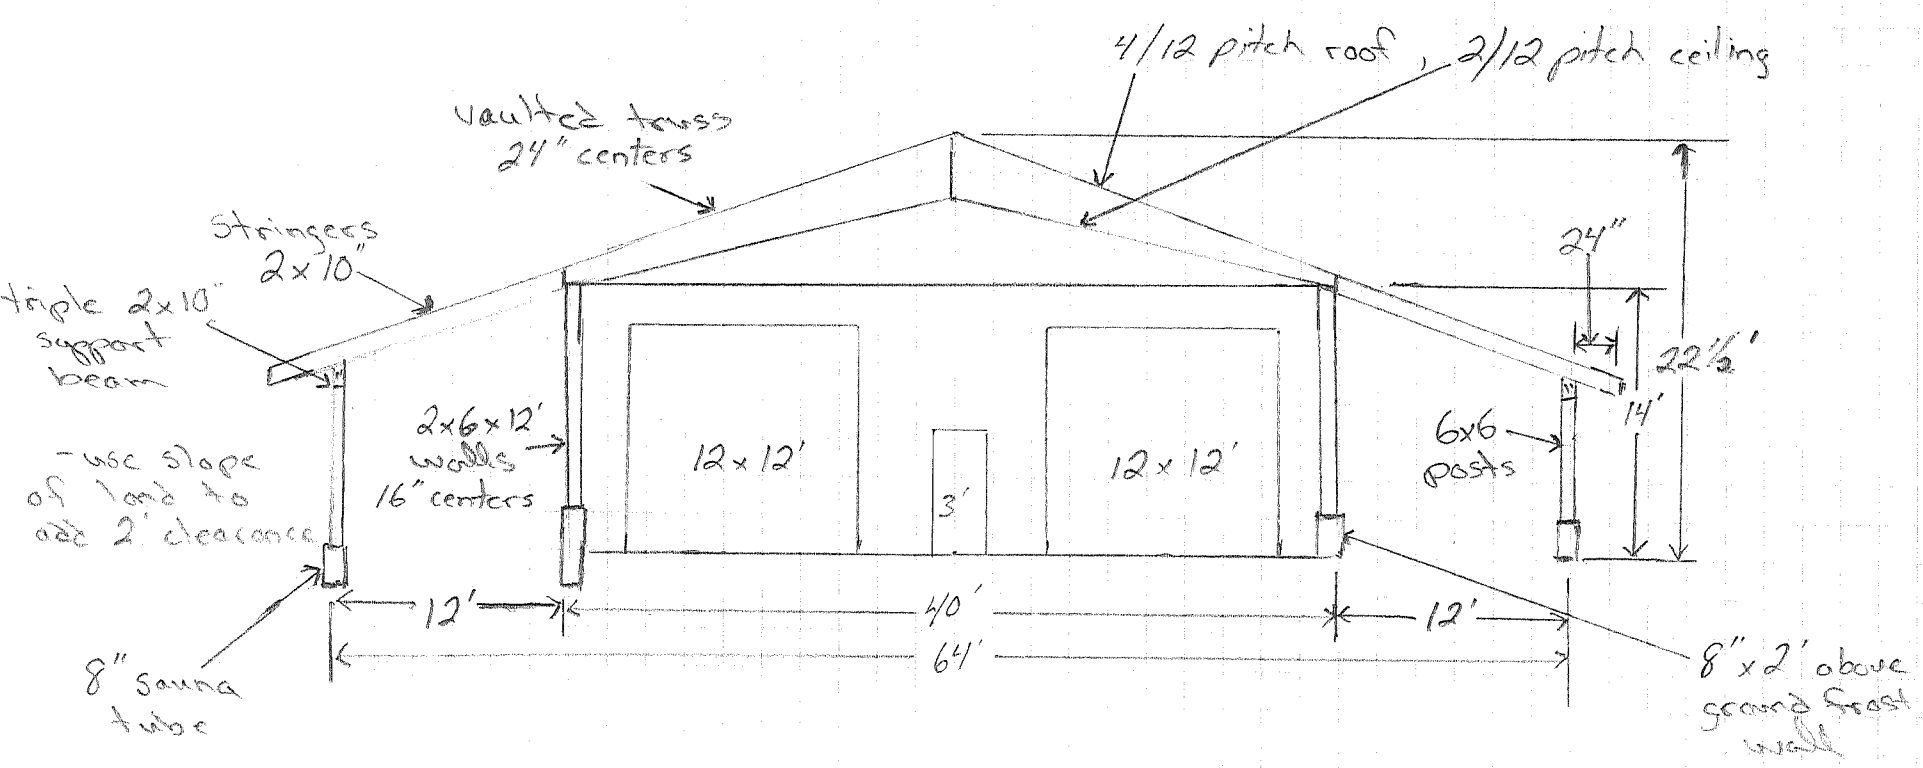 4/12 pitch roof, 2/12 pitch ceiling
vaulted truss
24" centers
stringers
2x10"
triple 2x10"
support
beam
24"
22½'
14'
2x6x12'
walls
16" centers
12x12'
3'
12x12'
6x6
posts
-use slope
of land to
add 2' clearance
12'
40'
12'
64'
8" sauna
tube
8"x2' above
ground frost
wall